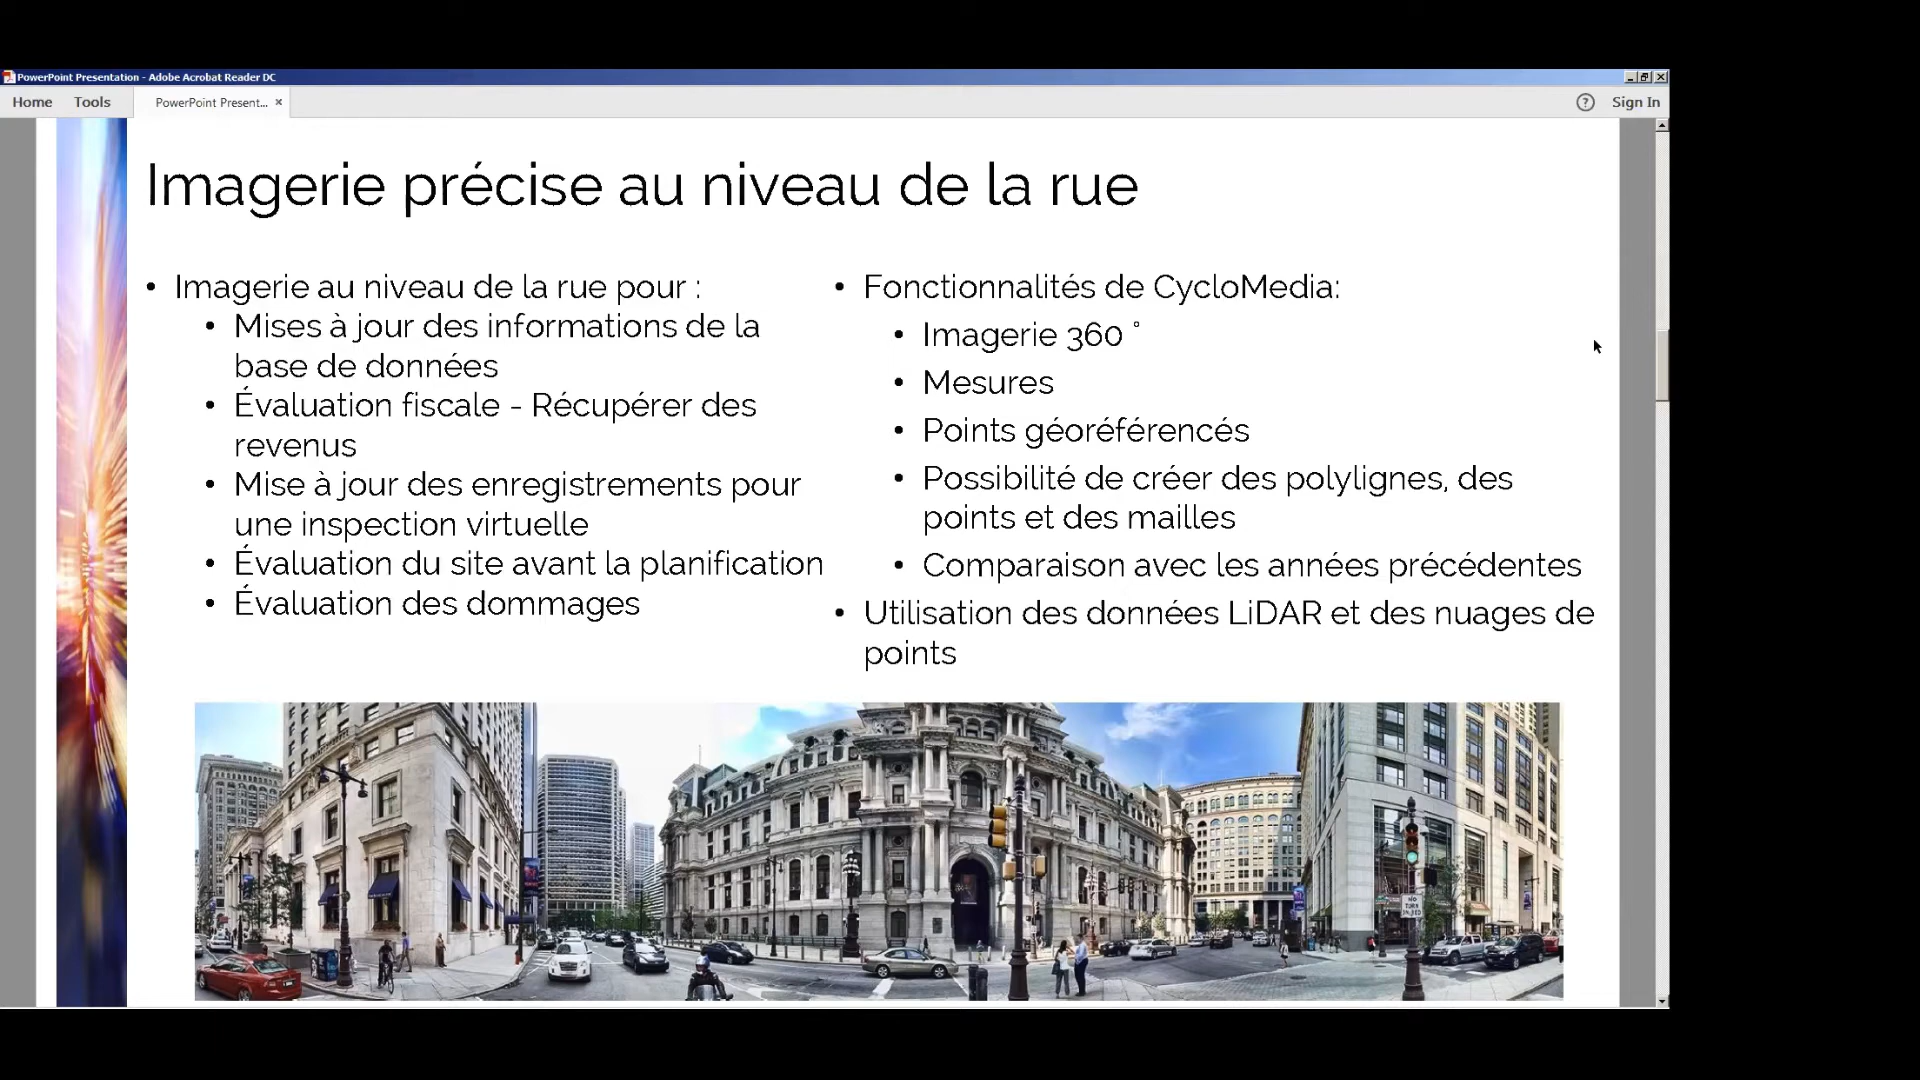 PowerPoint Presentation - Adobe Acrobat Reader DC
Home Tools PowerPoint Present... × ? Sign In
Imagerie précise au niveau de la rue
• Imagerie au niveau de la rue pour :
• Mises à jour des informations de la
base de données
• Évaluation fiscale - Récupérer des
revenus
• Mise à jour des enregistrements pour
une inspection virtuelle
• Évaluation du site avant la planification
• Évaluation des dommages
• Fonctionnalités de CycloMedia:
• Imagerie 360 °
• Mesures
• Points géoréférencés
• Possibilité de créer des polylignes, des
points et des mailles
• Comparaison avec les années précédentes
• Utilisation des données LiDAR et des nuages de
points
NO
TURN
ON RED